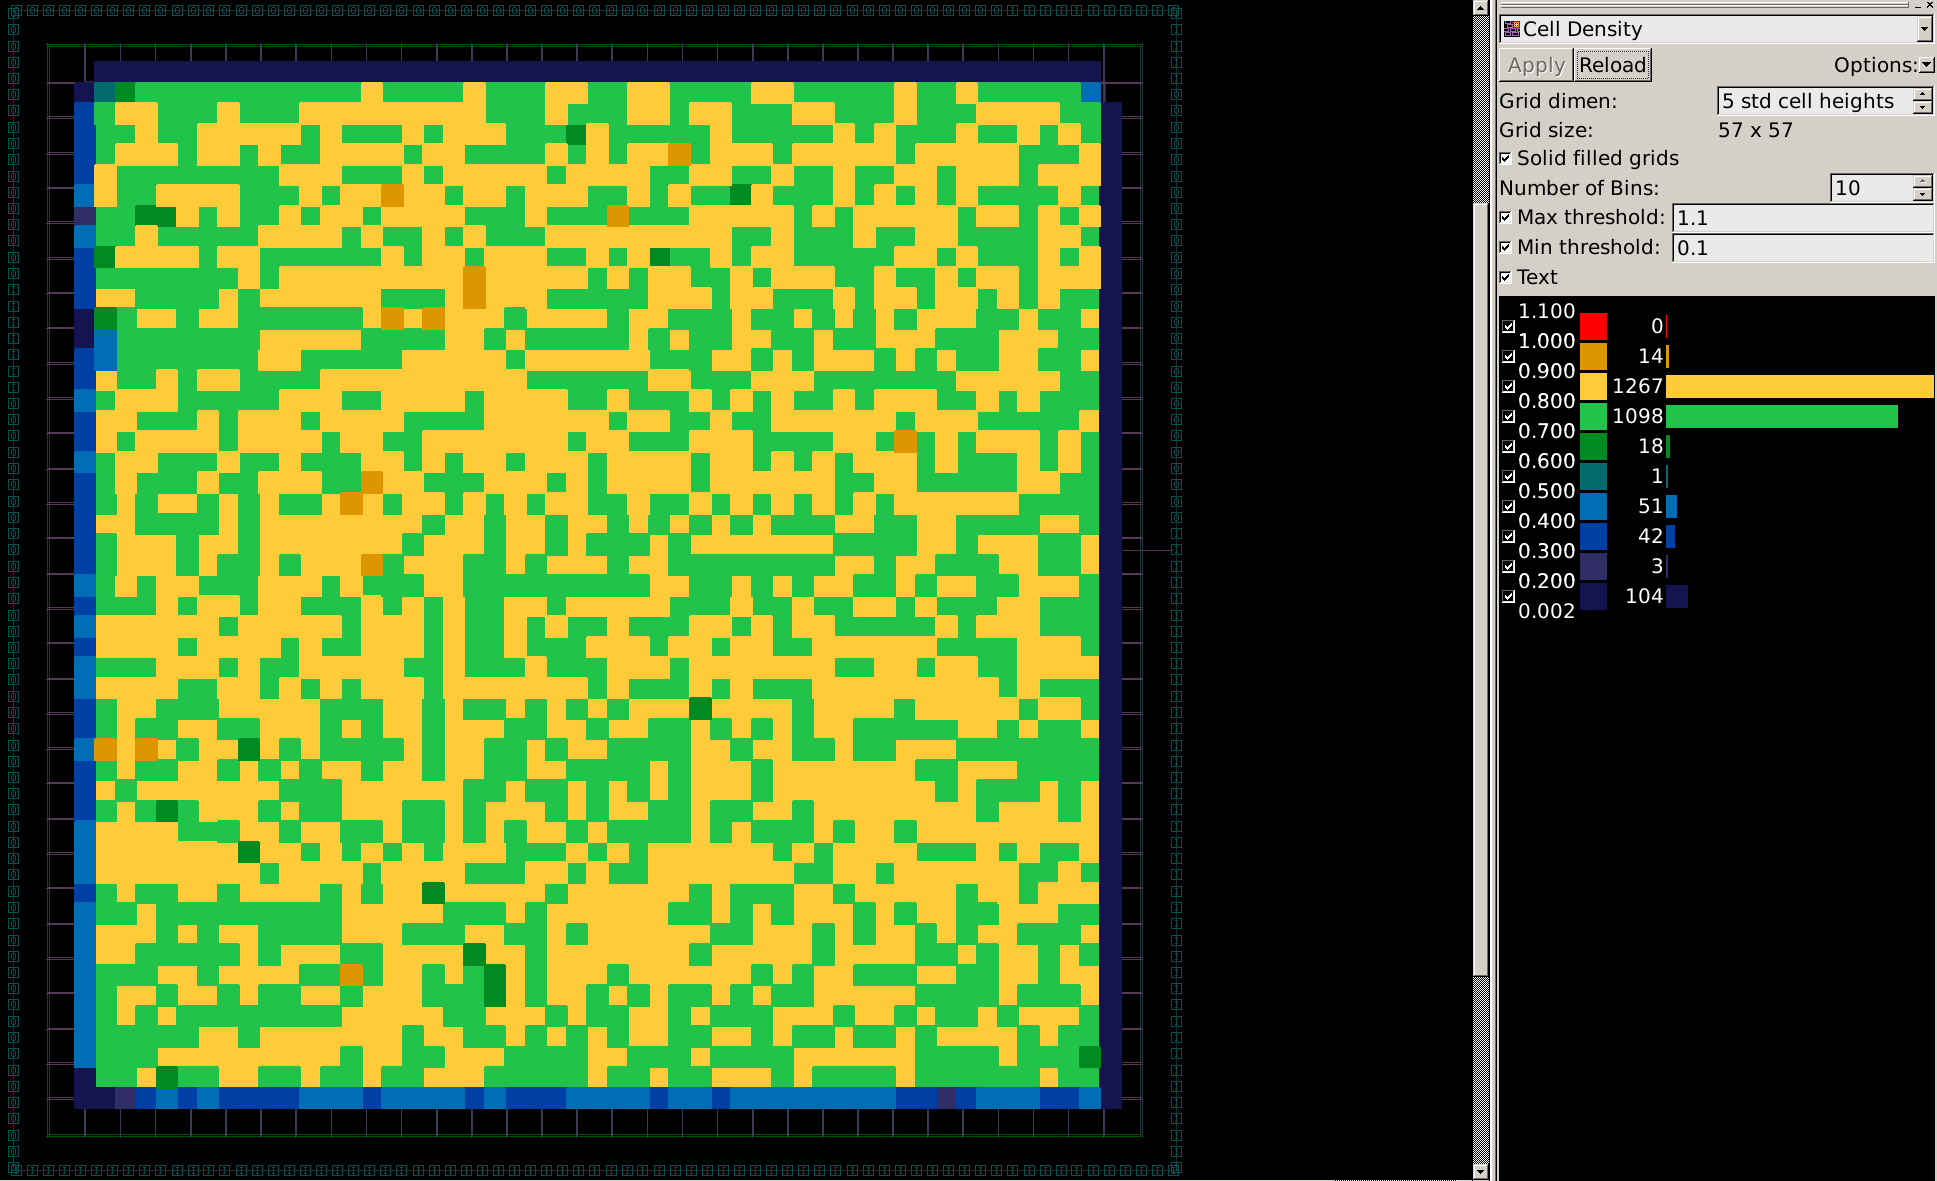 Cell Density
Apply Reload Options:
Grid dimen: 5 std cell heights
Grid size: 57 x 57
Solid filled grids
Number of Bins: 10
Max threshold: 1.1
Min threshold: 0.1
Text
1.100
0
1.000
14
0.900
1267
0.800
1098
0.700
18
0.600
1
0.500
51
0.400
42
0.300
3
0.200
104
0.002